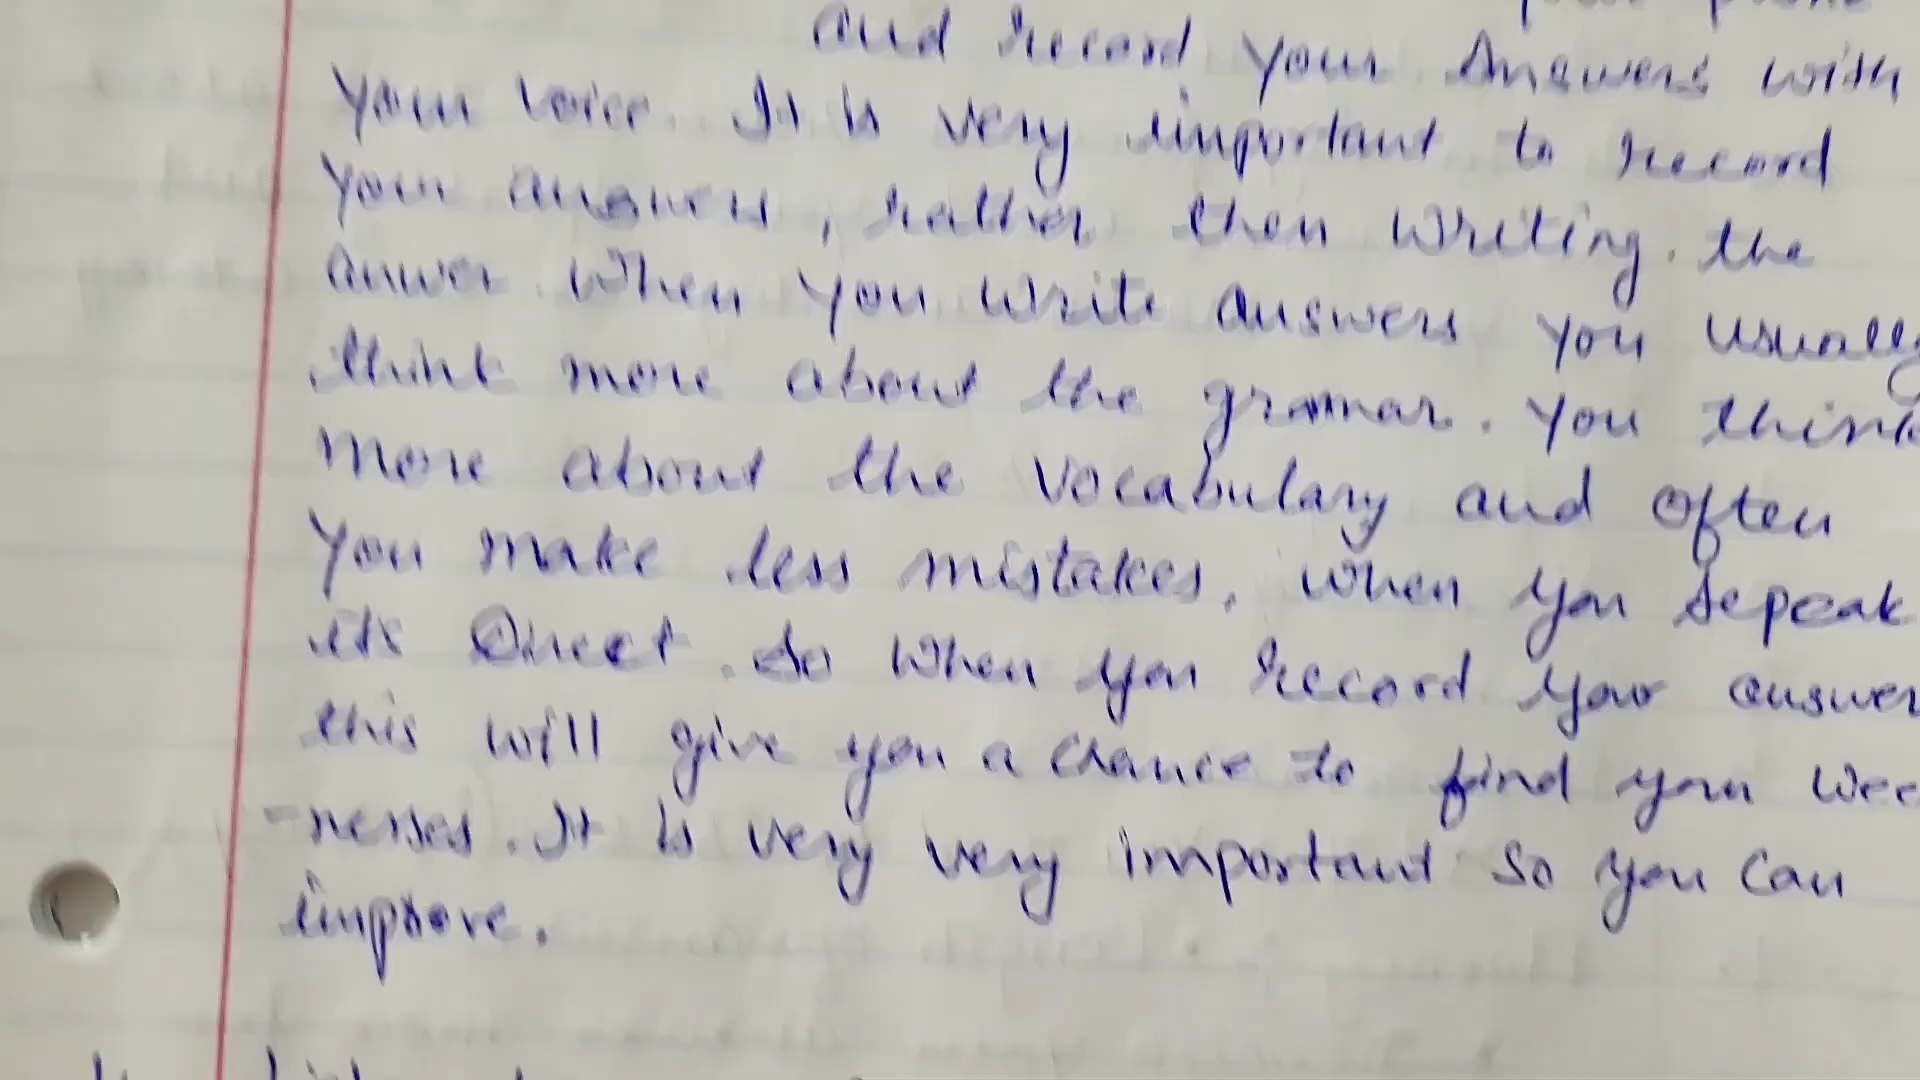 and record your Answers with
your voice. It is very important to record
your answers, rather then writing. the
anwer when you write answers you usually
think more about the gramar. You think
more about the vocabulary and often
you make less mistakes. when you sepeak
its Direct. So when you record your answer
this will give you a chance to find your wee
-nesses. It is very very important so you can
improve.